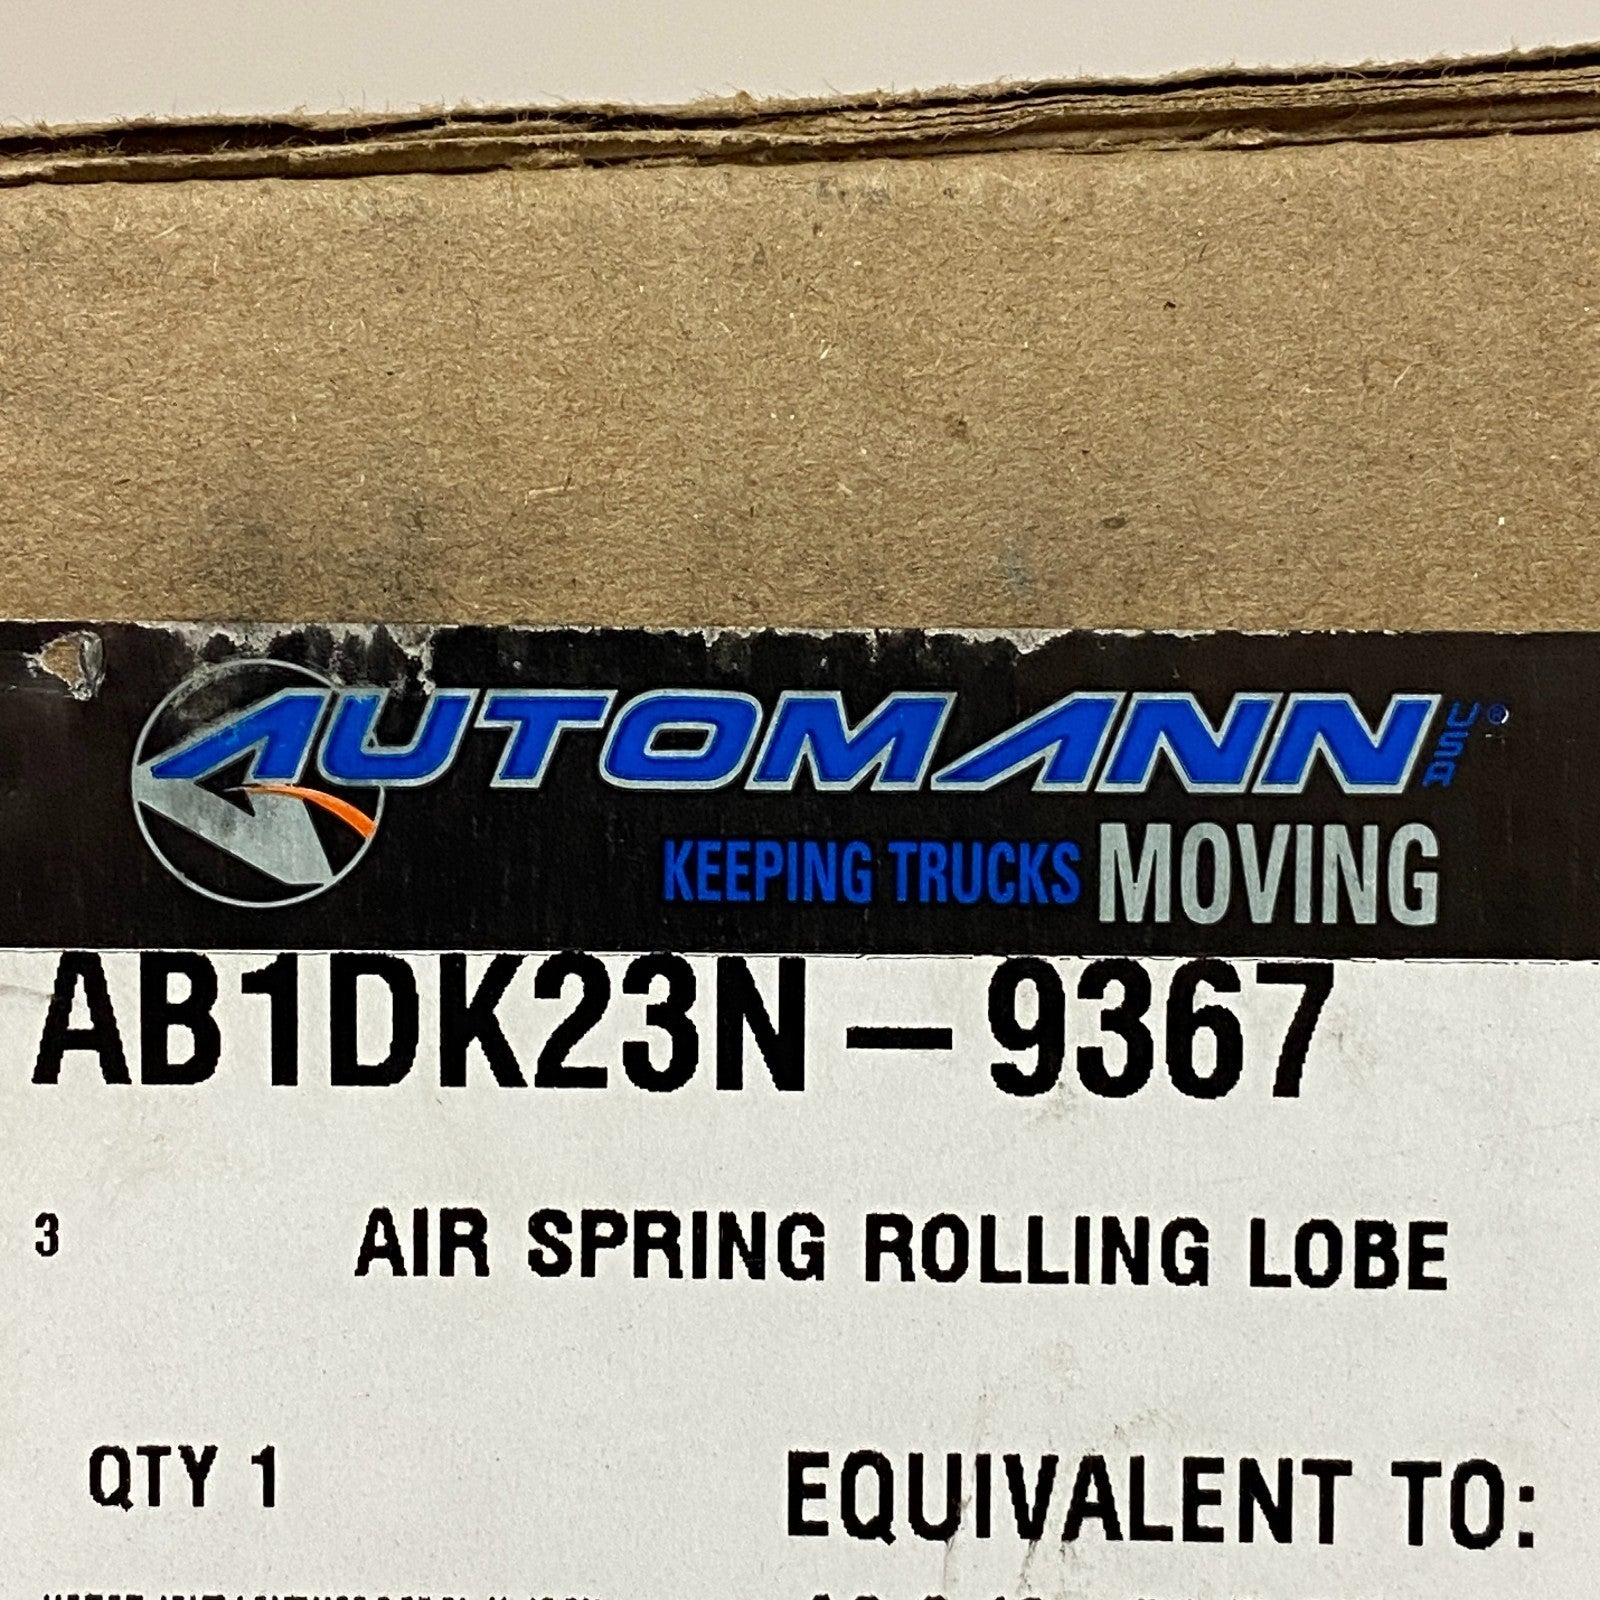 AUTOMANN USA ®
KEEPING TRUCKS MOVING
AB1DK23N-9367
3 AIR SPRING ROLLING LOBE
QTY 1 EQUIVALENT TO: